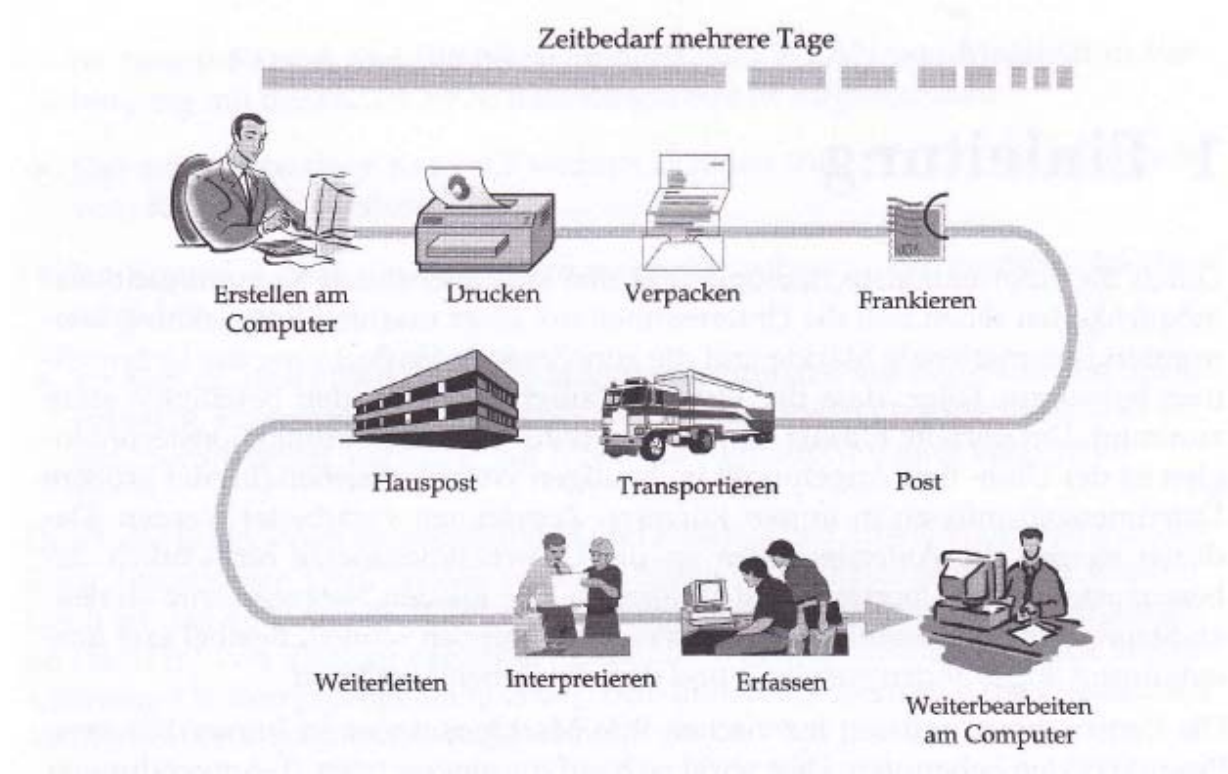 Zeitbedarf mehrere Tage
Erstellen am
Computer
Drucken
Verpacken
Frankieren
Hauspost
Transportieren
Post
Weiterleiten
Interpretieren
Erfassen
Weiterbearbeiten
am Computer